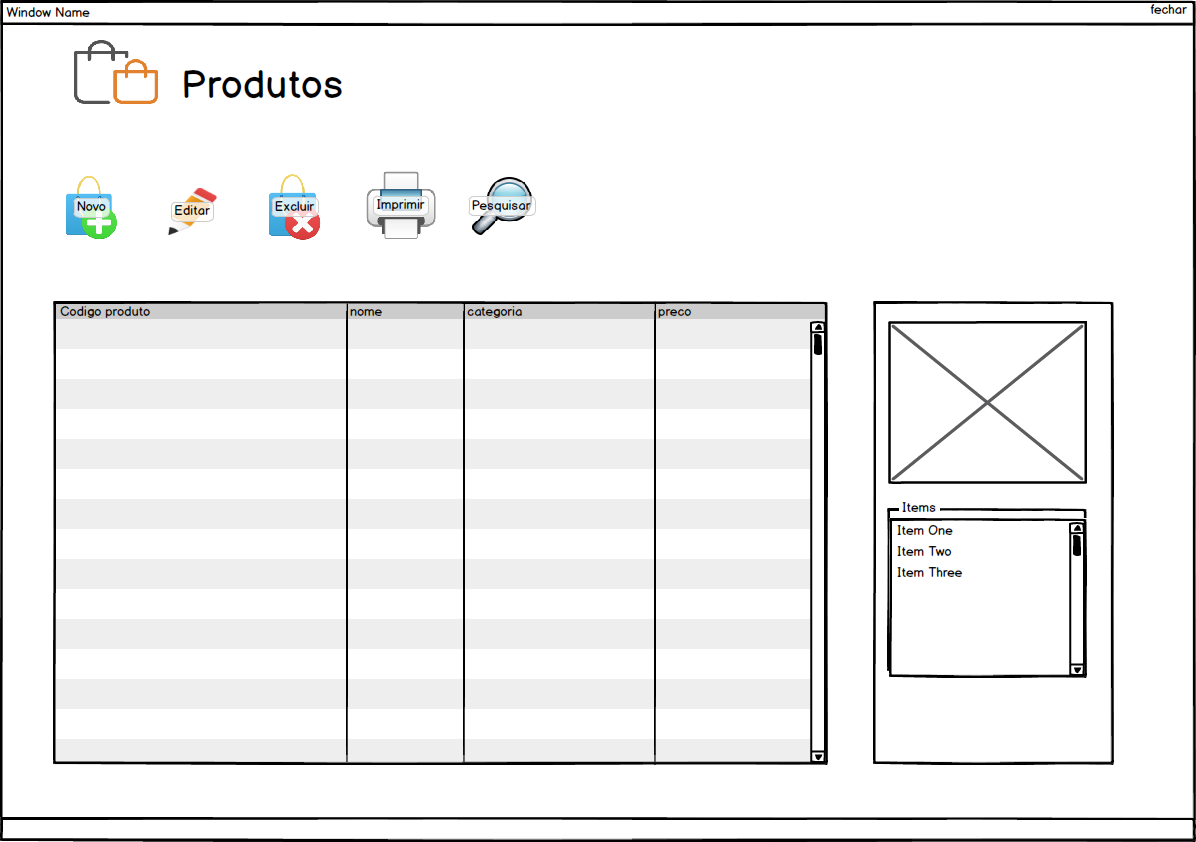 Window Name
fechar
Produtos
Novo
Editar
Excluir
Imprimir
Pesquisar
Codigo produto
nome
categoria
preco
Items
Item One
Item Two
Item Three